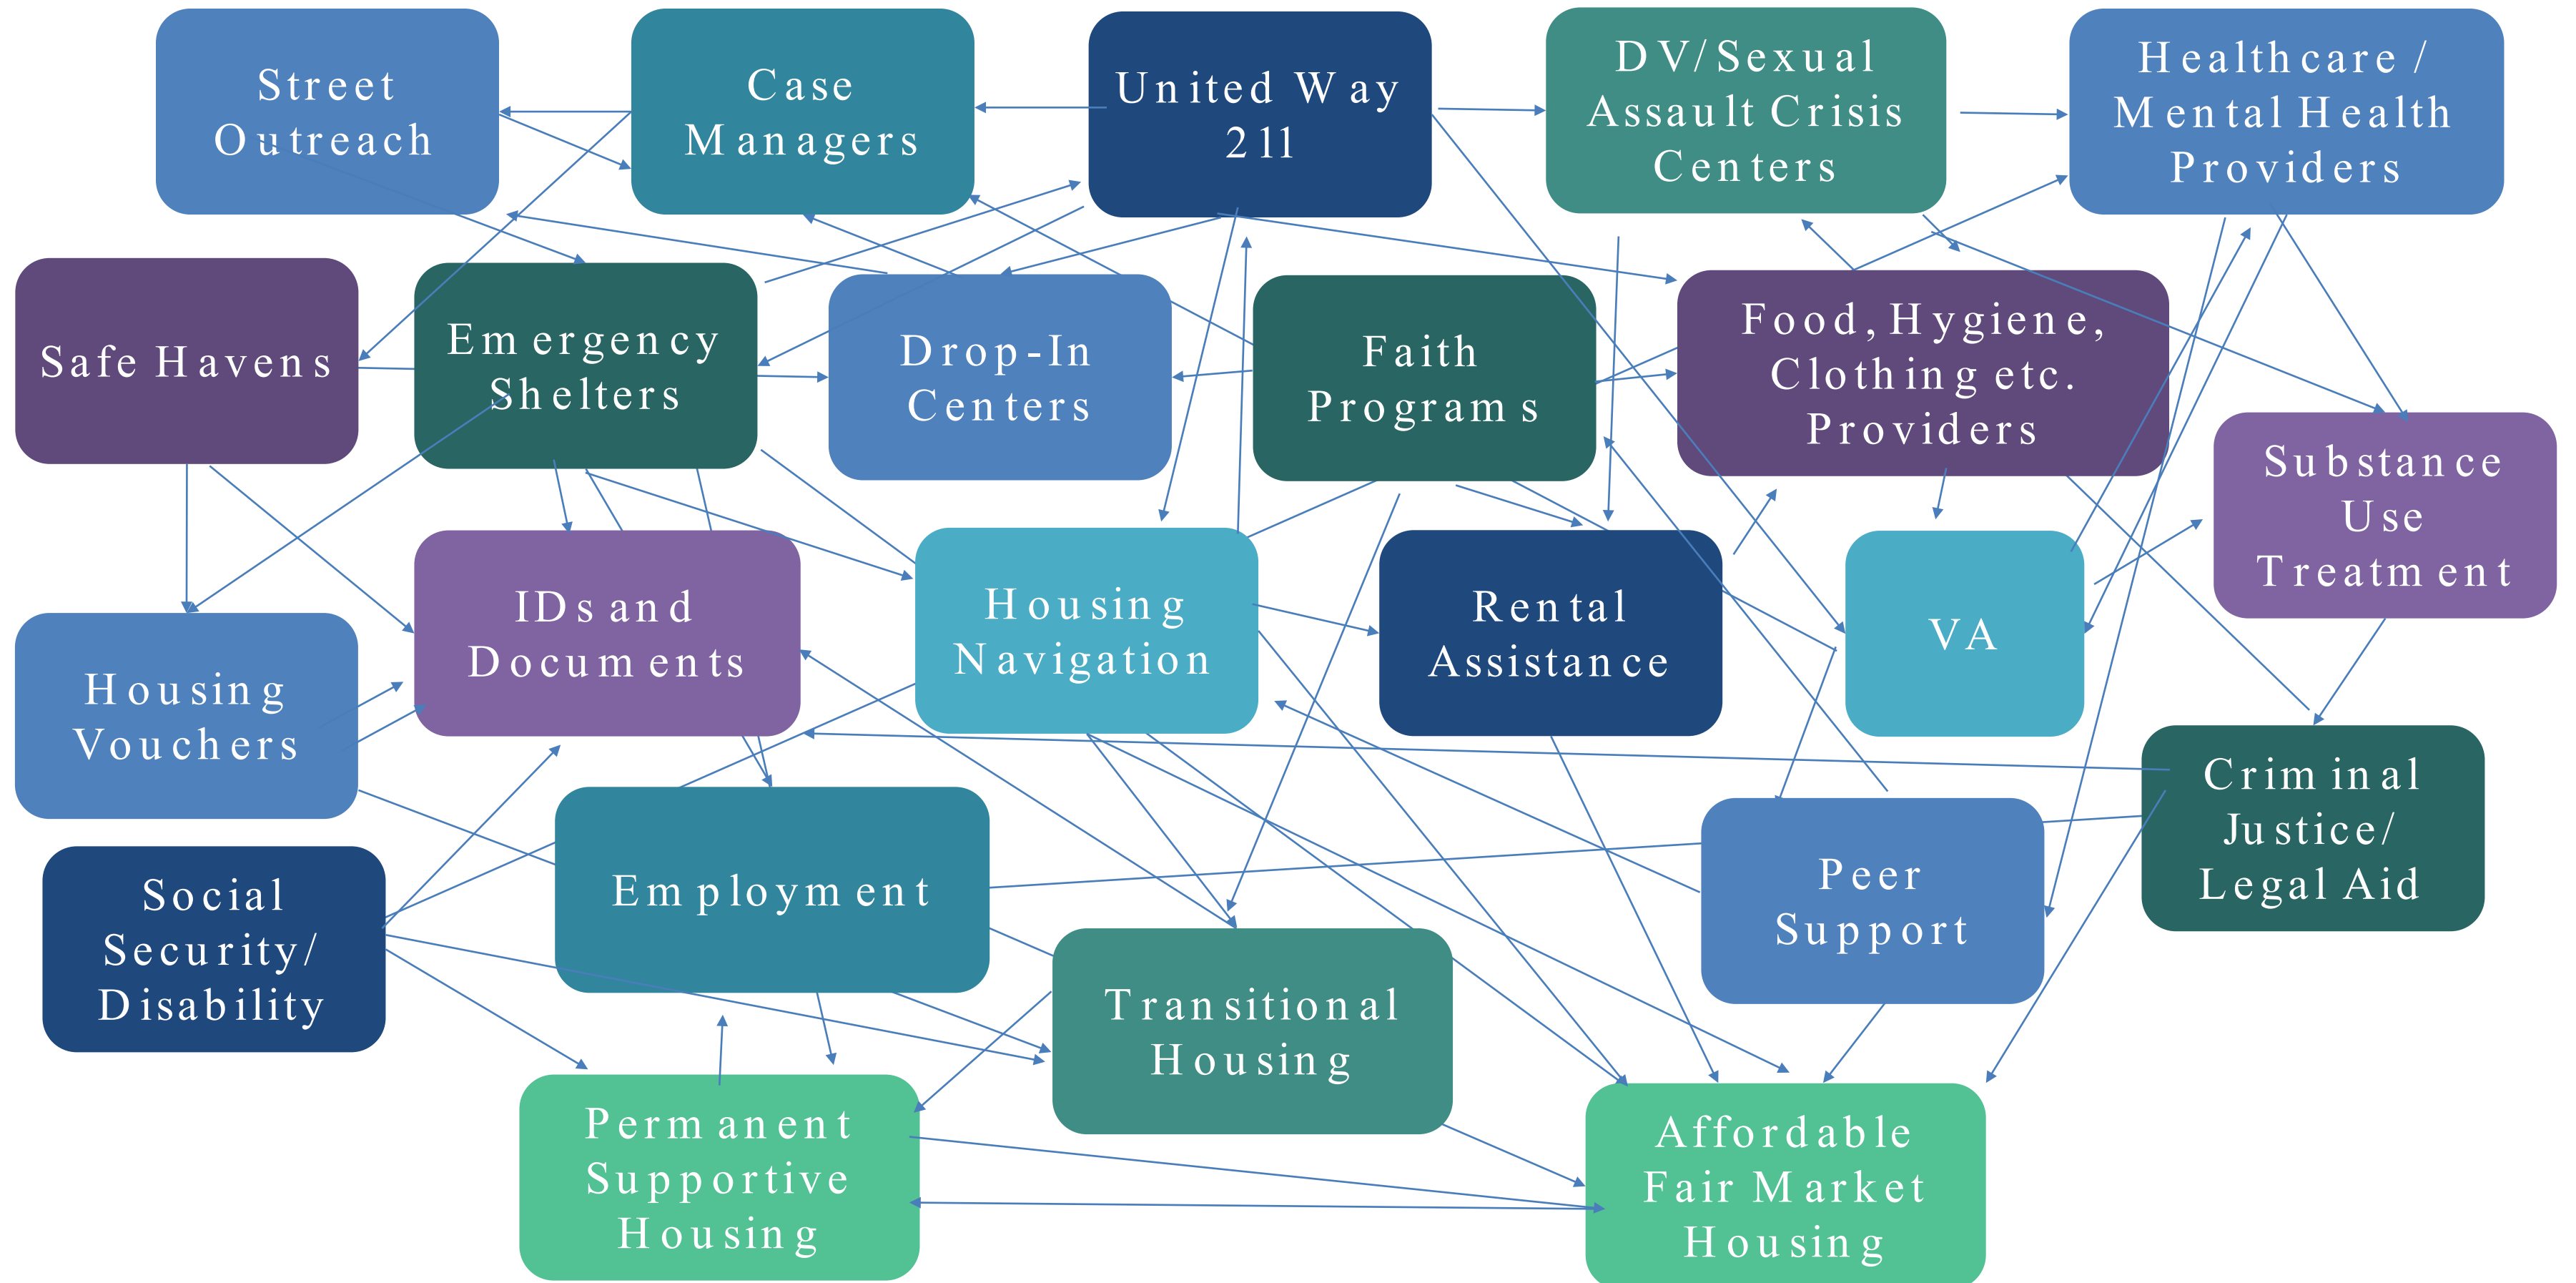 Street
Outreach
Case
Managers
United Way
211
DV/Sexual
Assault Crisis
Centers
Healthcare /
Mental Health
Providers
Safe Havens
Emergency
Shelters
Drop-In
Centers
Faith
Programs
Food, Hygiene,
Clothing etc.
Providers
Substance
Use
Treatment
Housing
Vouchers
IDs and
Documents
Housing
Navigation
Rental
Assistance
VA
Criminal
Justice/
Legal Aid
Social
Security/
Disability
Employment
Transitional
Housing
Peer
Support
Permanent
Supportive
Housing
Affordable
Fair Market
Housing